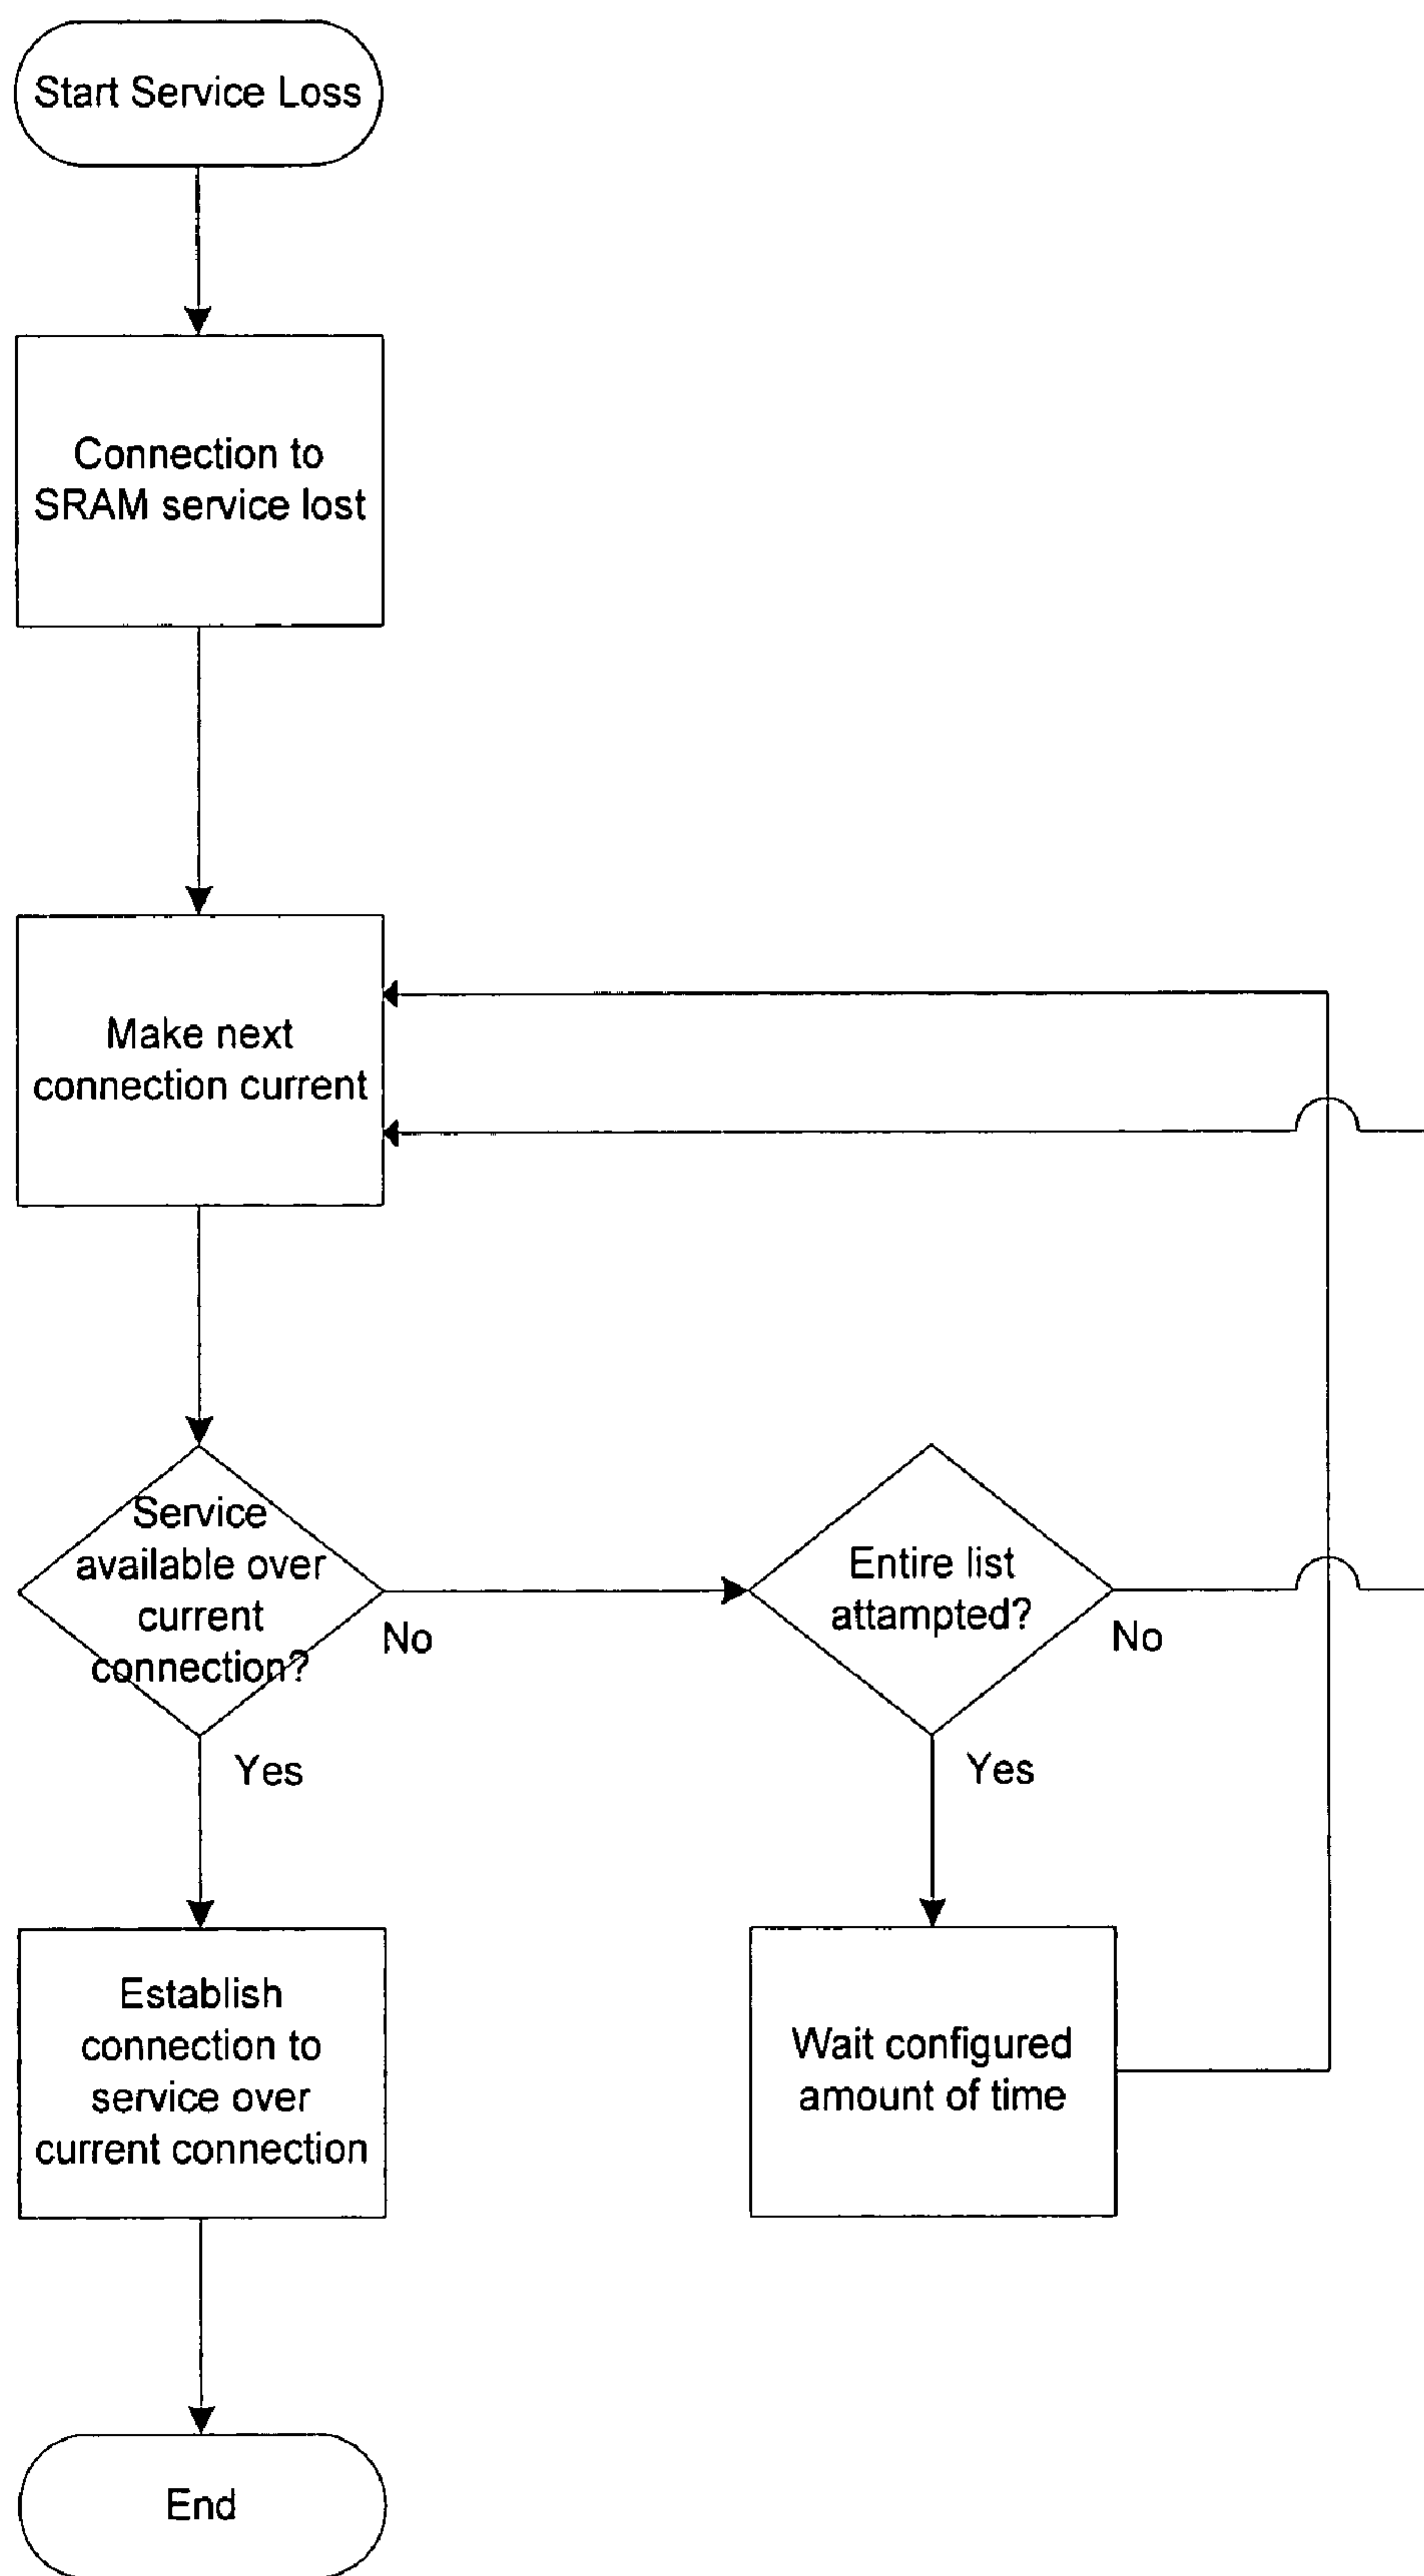 Start Service Loss
Connection to
SRAM service lost
Make next
connection current
Service
available over
current
connection?
No
Yes
Entire list
attampted?
No
Yes
Establish
connection to
service over
current connection
Wait configured
amount of time
End